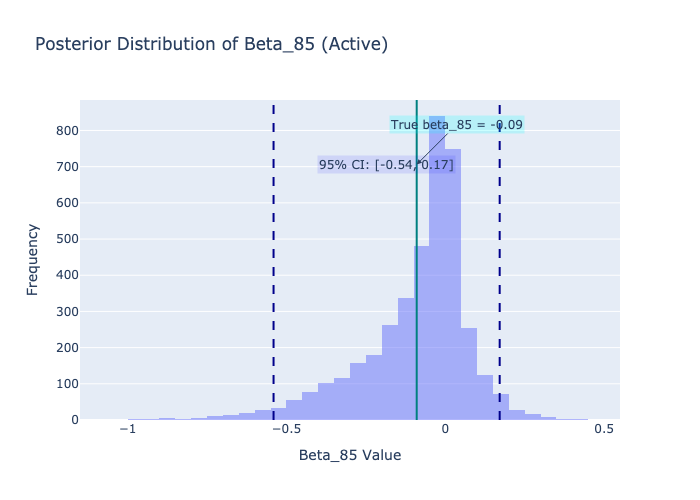 Posterior Distribution of Beta_85 (Active)
True beta_85 = -0.09
95% CI: [-0.54, 0.17]
800
700
600
500
400
300
200
100
0
Frequency
−1
−0.5
0
0.5
Beta_85 Value